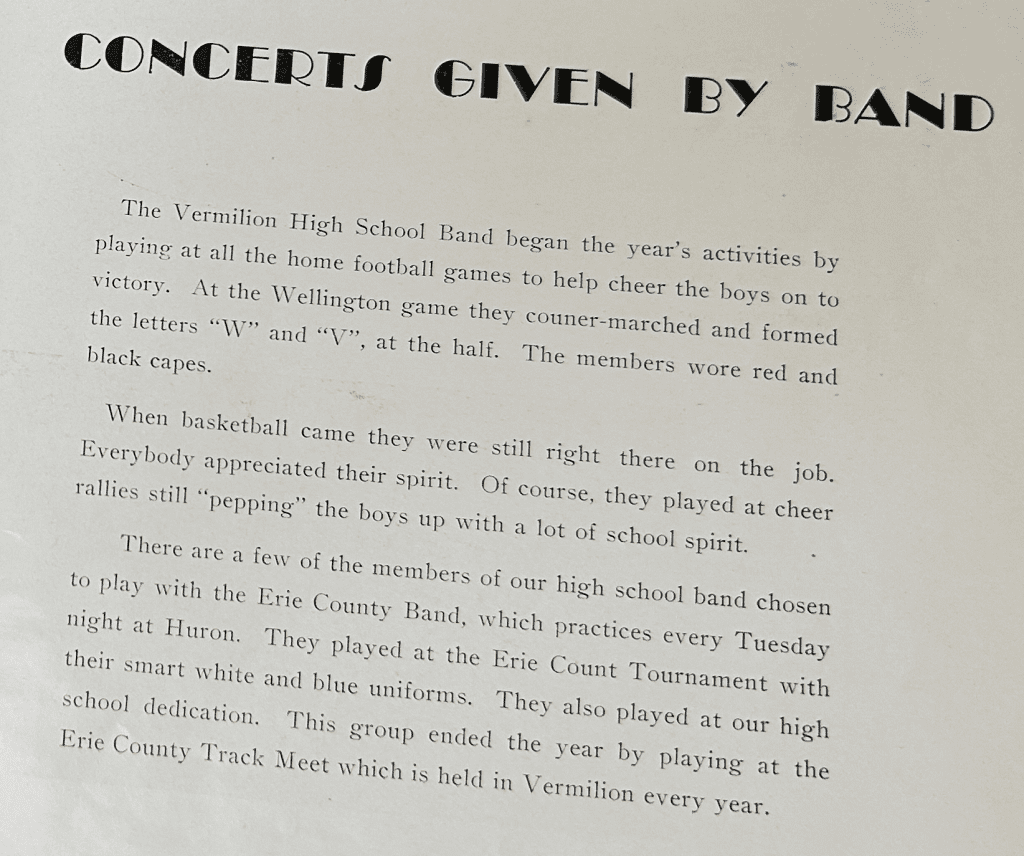 CONCERTS GIVEN BY BAND
The Vermilion High School Band began the year's activities by
playing at all the home football games to help cheer the boys on to
victory. At the Wellington game they couner-marched and formed
the letters “W” and “V”, at the half. The members wore red and
black capes.
When basketball came they were still right there on the job.
Everybody appreciated their spirit. Of course, they played at cheer
rallies still “pepping” the boys up with a lot of school spirit.
There are a few of the members of our high school band chosen
to play with the Erie County Band, which practices every Tuesday
night at Huron. They played at the Erie Count Tournament with
their smart white and blue uniforms. They also played at our high
school dedication. This group ended the year by playing at the
Erie County Track Meet which is held in Vermilion every year.